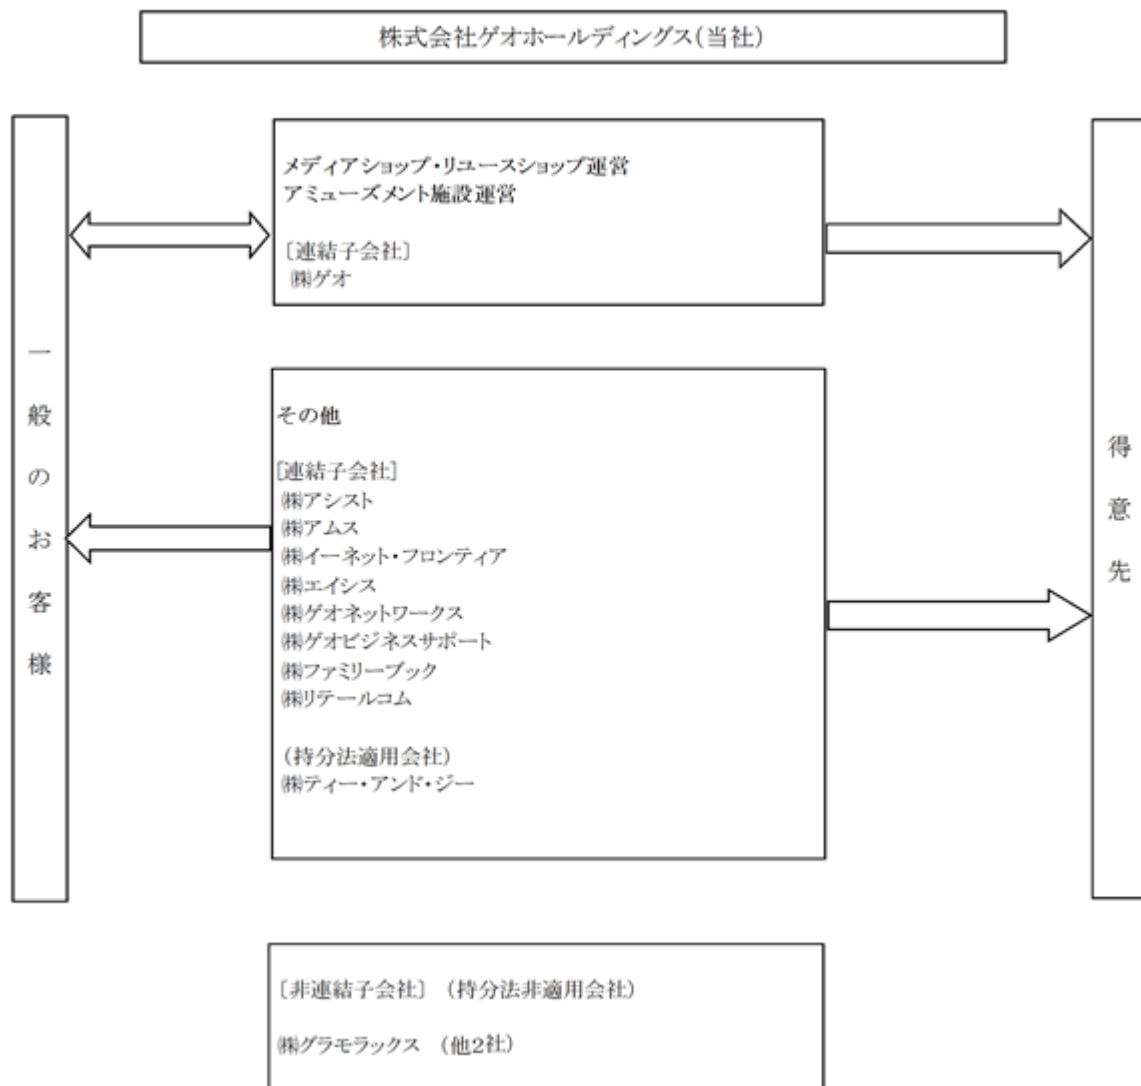 株式会社ゲオホールディングス(当社)
一般のお客様
メディアショップ・リユースショップ運営
アミューズメント施設運営
〔連結子会社〕
㈱ゲオ
その他
[連結子会社]
㈱アシスト
㈱アムス
㈱イーネット・フロンティア
㈱エイシス
㈱ゲオネットワークス
㈱ゲオビジネスサポート
㈱ファミリーブック
㈱リテールコム
(持分法適用会社)
㈱ティー・アンド・ジー
得意先
〔非連結子会社〕 (持分法非適用会社)
㈱グラモラックス (他2社)